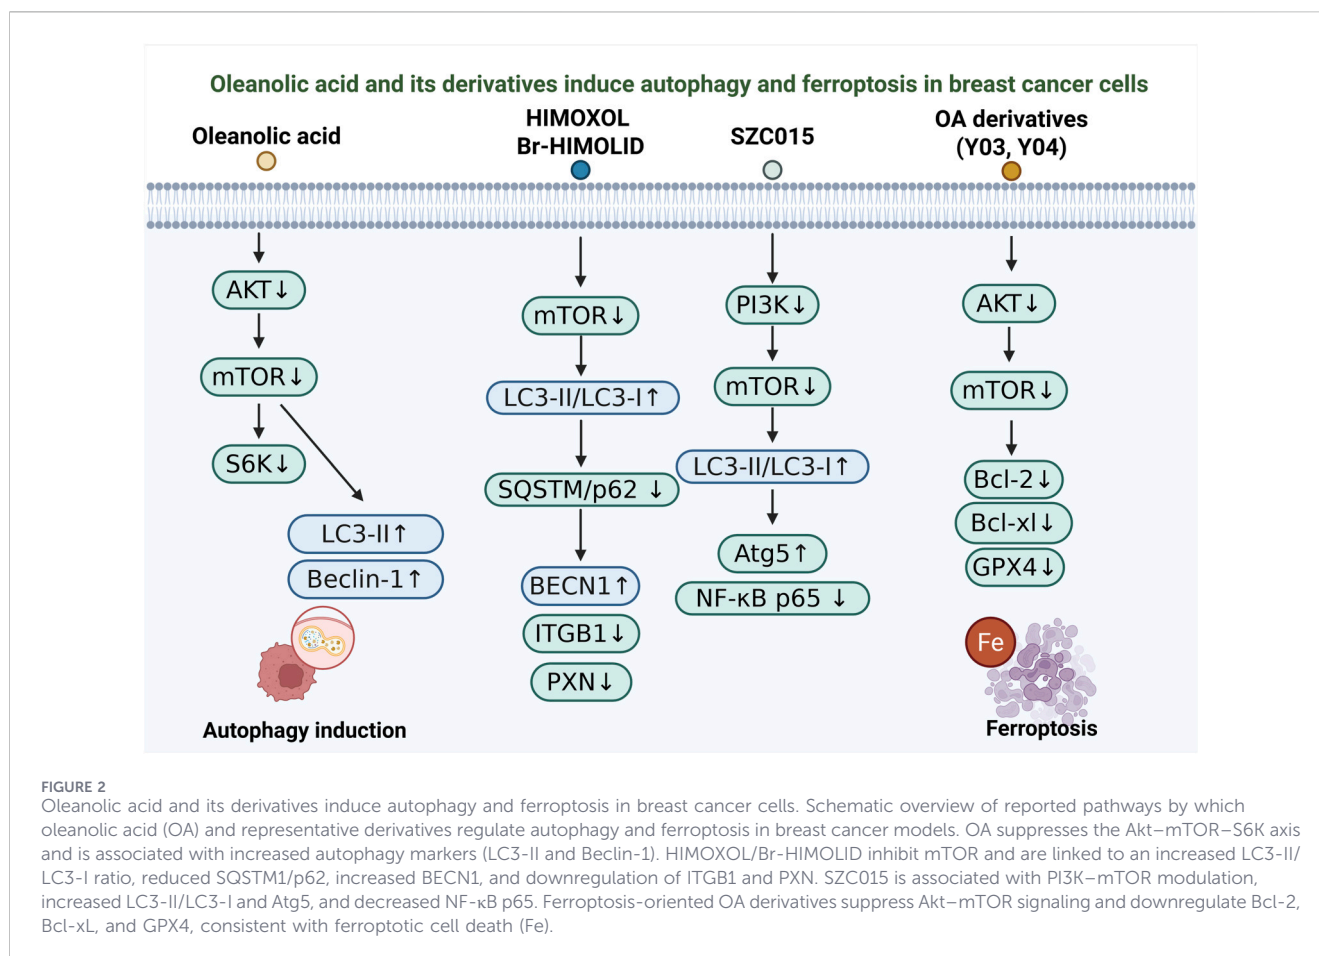 Oleanolic acid and its derivatives induce autophagy and ferroptosis in breast cancer cells
Oleanolic acid
AKT↓
mTOR↓
S6K↓
LC3-II↑
Beclin-1↑
Autophagy induction
HIMOXOL
Br-HIMOLID
mTOR↓
LC3-II/LC3-I↑
SQSTM/p62 ↓
BECN1↑
ITGB1↓
PXN↓
SZC015
PI3K↓
mTOR↓
LC3-II/LC3-I↑
Atg5↑
NF-κB p65 ↓
OA derivatives
(Y03, Y04)
AKT↓
mTOR↓
Bcl-2↓
Bcl-xl↓
GPX4↓
Fe
Ferroptosis
FIGURE 2
Oleanolic acid and its derivatives induce autophagy and ferroptosis in breast cancer cells. Schematic overview of reported pathways by which
oleanolic acid (OA) and representative derivatives regulate autophagy and ferroptosis in breast cancer models. OA suppresses the Akt–mTOR–S6K axis
and is associated with increased autophagy markers (LC3-II and Beclin-1). HIMOXOL/Br-HIMOLID inhibit mTOR and are linked to an increased LC3-II/
LC3-I ratio, reduced SQSTM1/p62, increased BECN1, and downregulation of ITGB1 and PXN. SZC015 is associated with PI3K–mTOR modulation,
increased LC3-II/LC3-I and Atg5, and decreased NF-κB p65. Ferroptosis-oriented OA derivatives suppress Akt–mTOR signaling and downregulate Bcl-2,
Bcl-xL, and GPX4, consistent with ferroptotic cell death (Fe).